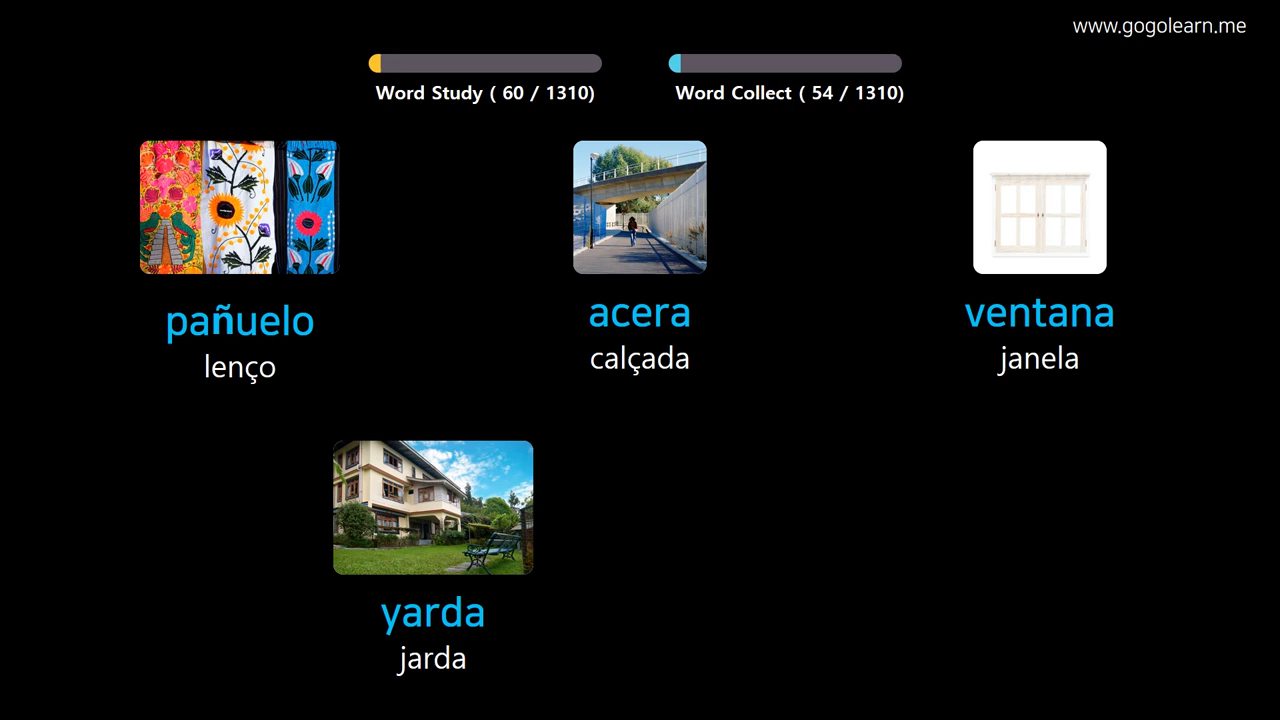 www.gogolearn.me
Word Study ( 60 / 1310)
Word Collect ( 54 / 1310)
pañuelo
lenço
acera
calçada
ventana
janela
yarda
jarda